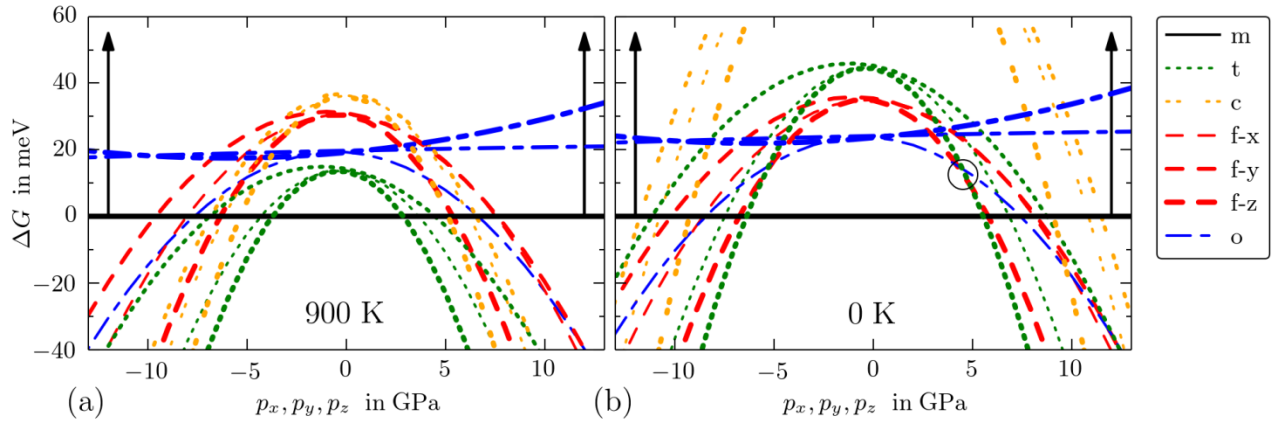 ΔG in meV
60
40
20
0
−20
−40
−10
−5
0
5
10
900 K
(a)
p_x, p_y, p_z in GPa
−10
−5
0
5
10
0 K
(b)
p_x, p_y, p_z in GPa
m
t
c
f-x
f-y
f-z
o